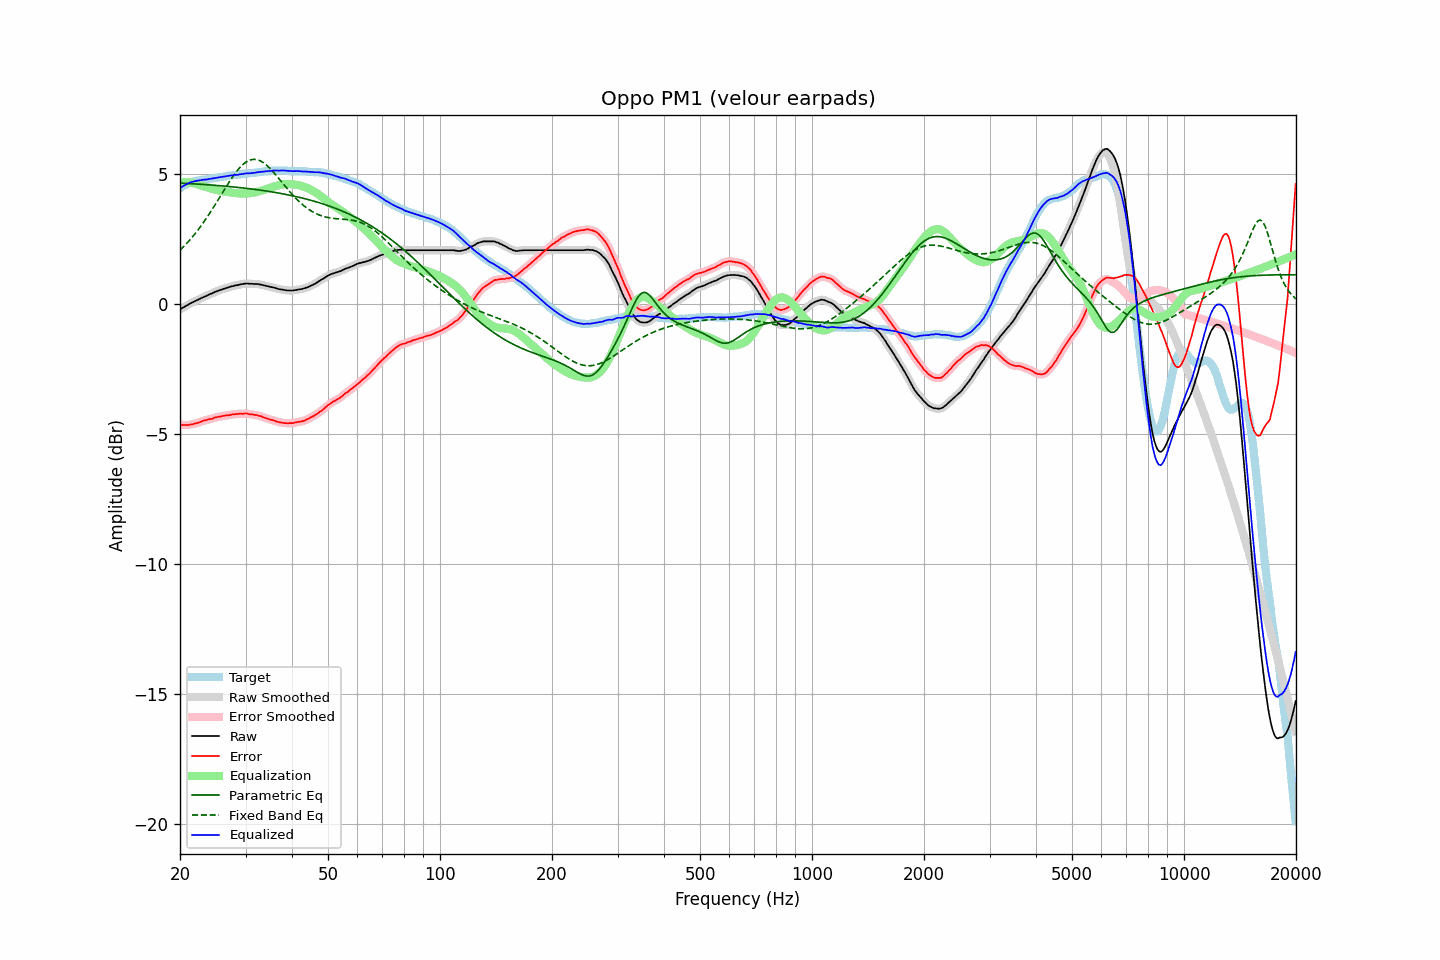 Oppo PM1 (velour earpads)
Amplitude (dBr)
5
0
−5
−10
−15
−20
Target
Raw Smoothed
Error Smoothed
Raw
Error
Equalization
Parametric Eq
Fixed Band Eq
Equalized
20 50 100 200 500 1000 2000 5000 10000 20000
Frequency (Hz)